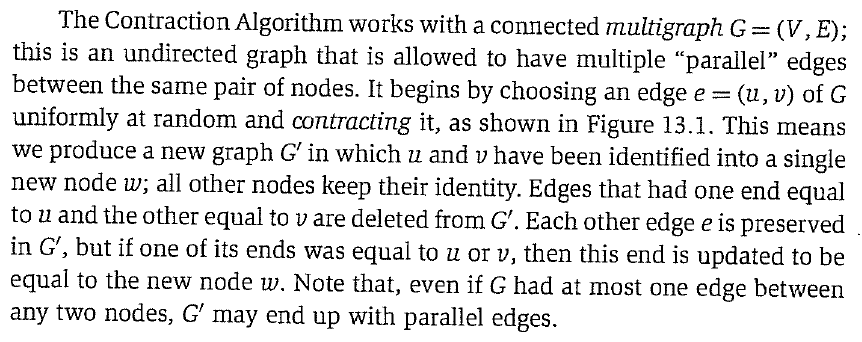 The Contraction Algorithm works with a connected multigraph G = (V, E);
this is an undirected graph that is allowed to have multiple “parallel” edges
between the same pair of nodes. It begins by choosing an edge e = (u, v) of G
uniformly at random and contracting it, as shown in Figure 13.1. This means
we produce a new graph G′ in which u and v have been identified into a single
new node w; all other nodes keep their identity. Edges that had one end equal
to u and the other equal to v are deleted from G′. Each other edge e is preserved
in G′, but if one of its ends was equal to u or v, then this end is updated to be
equal to the new node w. Note that, even if G had at most one edge between
any two nodes, G′ may end up with parallel edges.